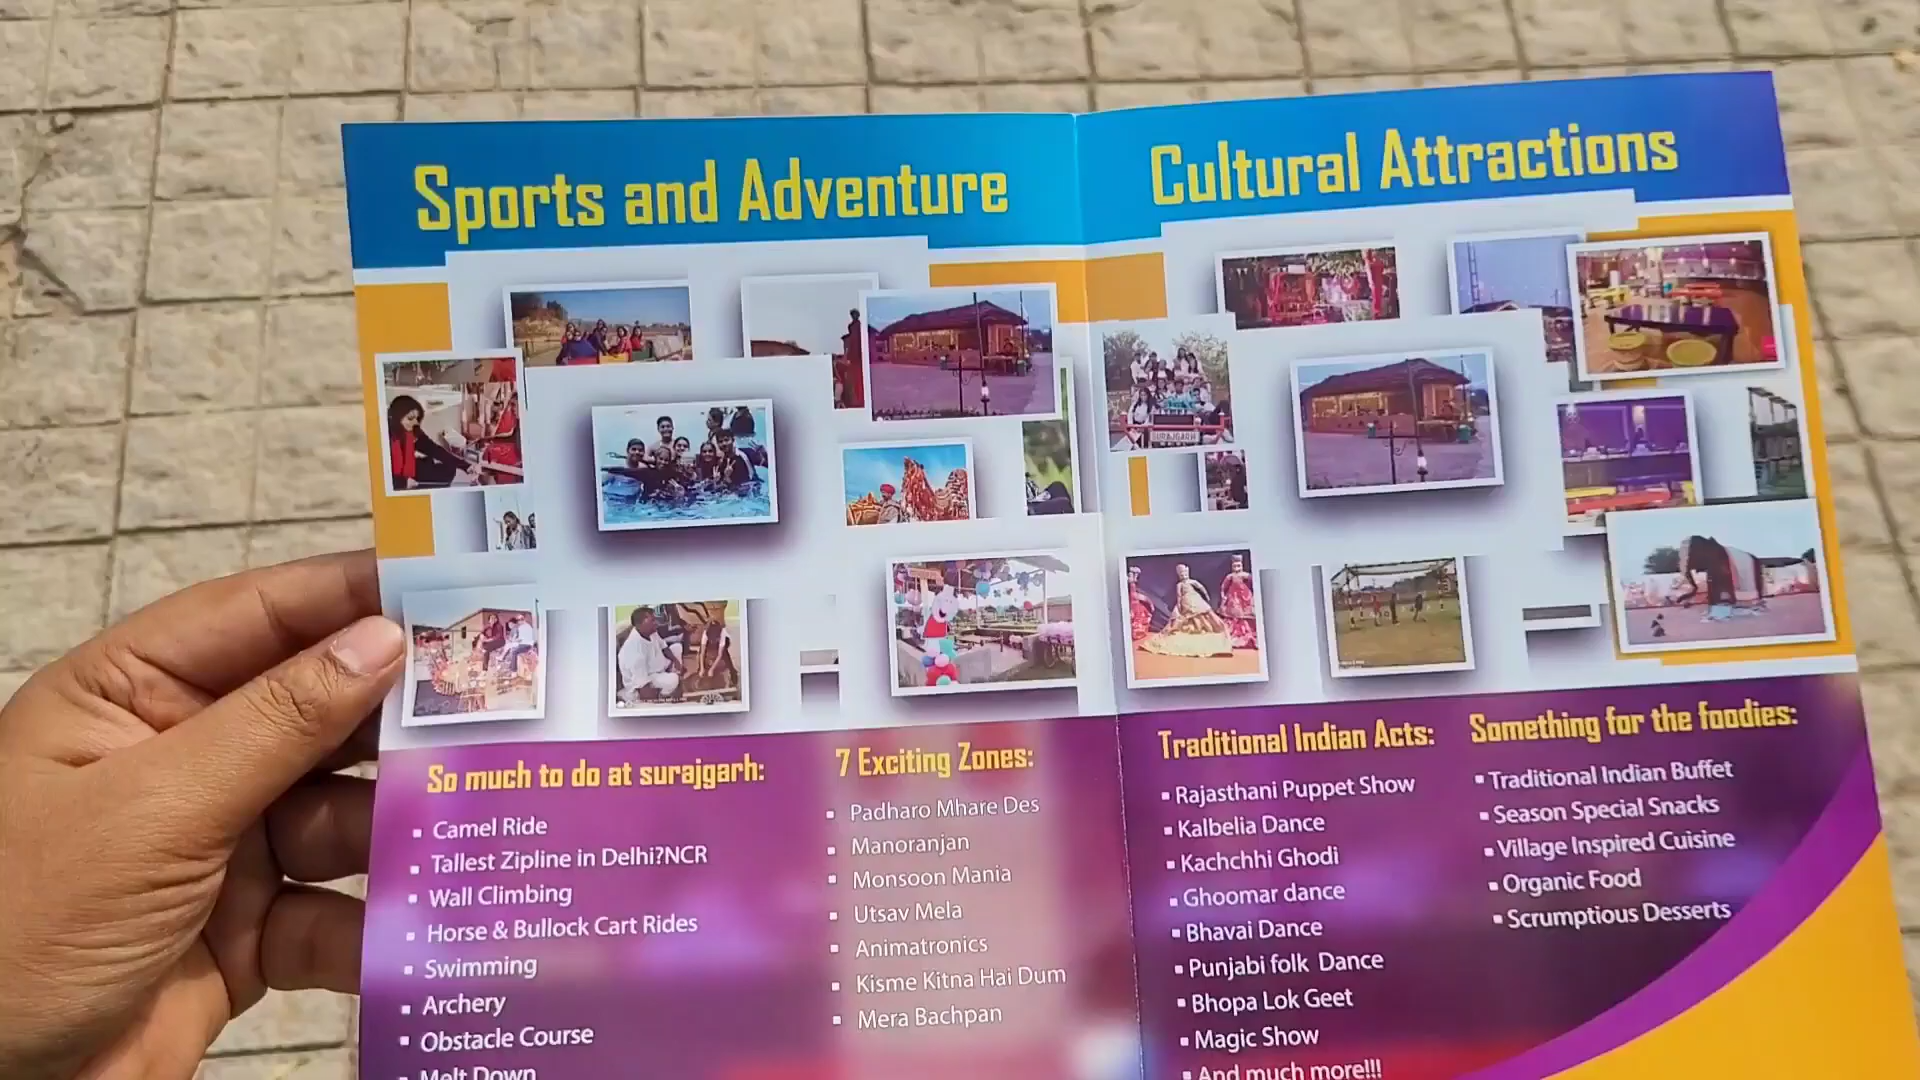 Sports and Adventure
Cultural Attractions
SURAJGARH
So much to do at surajgarh:
Camel Ride
Tallest Zipline in Delhi?NCR
Wall Climbing
Horse & Bullock Cart Rides
Swimming
Archery
Obstacle Course
Melt Down
7 Exciting Zones:
Padharo Mhare Des
Manoranjan
Monsoon Mania
Utsav Mela
Animatronics
Kisme Kitna Hai Dum
Mera Bachpan
Traditional Indian Acts:
Rajasthani Puppet Show
Kalbelia Dance
Kachchhi Ghodi
Ghoomar dance
Bhavai Dance
Punjabi folk Dance
Bhopa Lok Geet
Magic Show
And much more!!!
Something for the foodies:
Traditional Indian Buffet
Season Special Snacks
Village Inspired Cuisine
Organic Food
Scrumptious Desserts